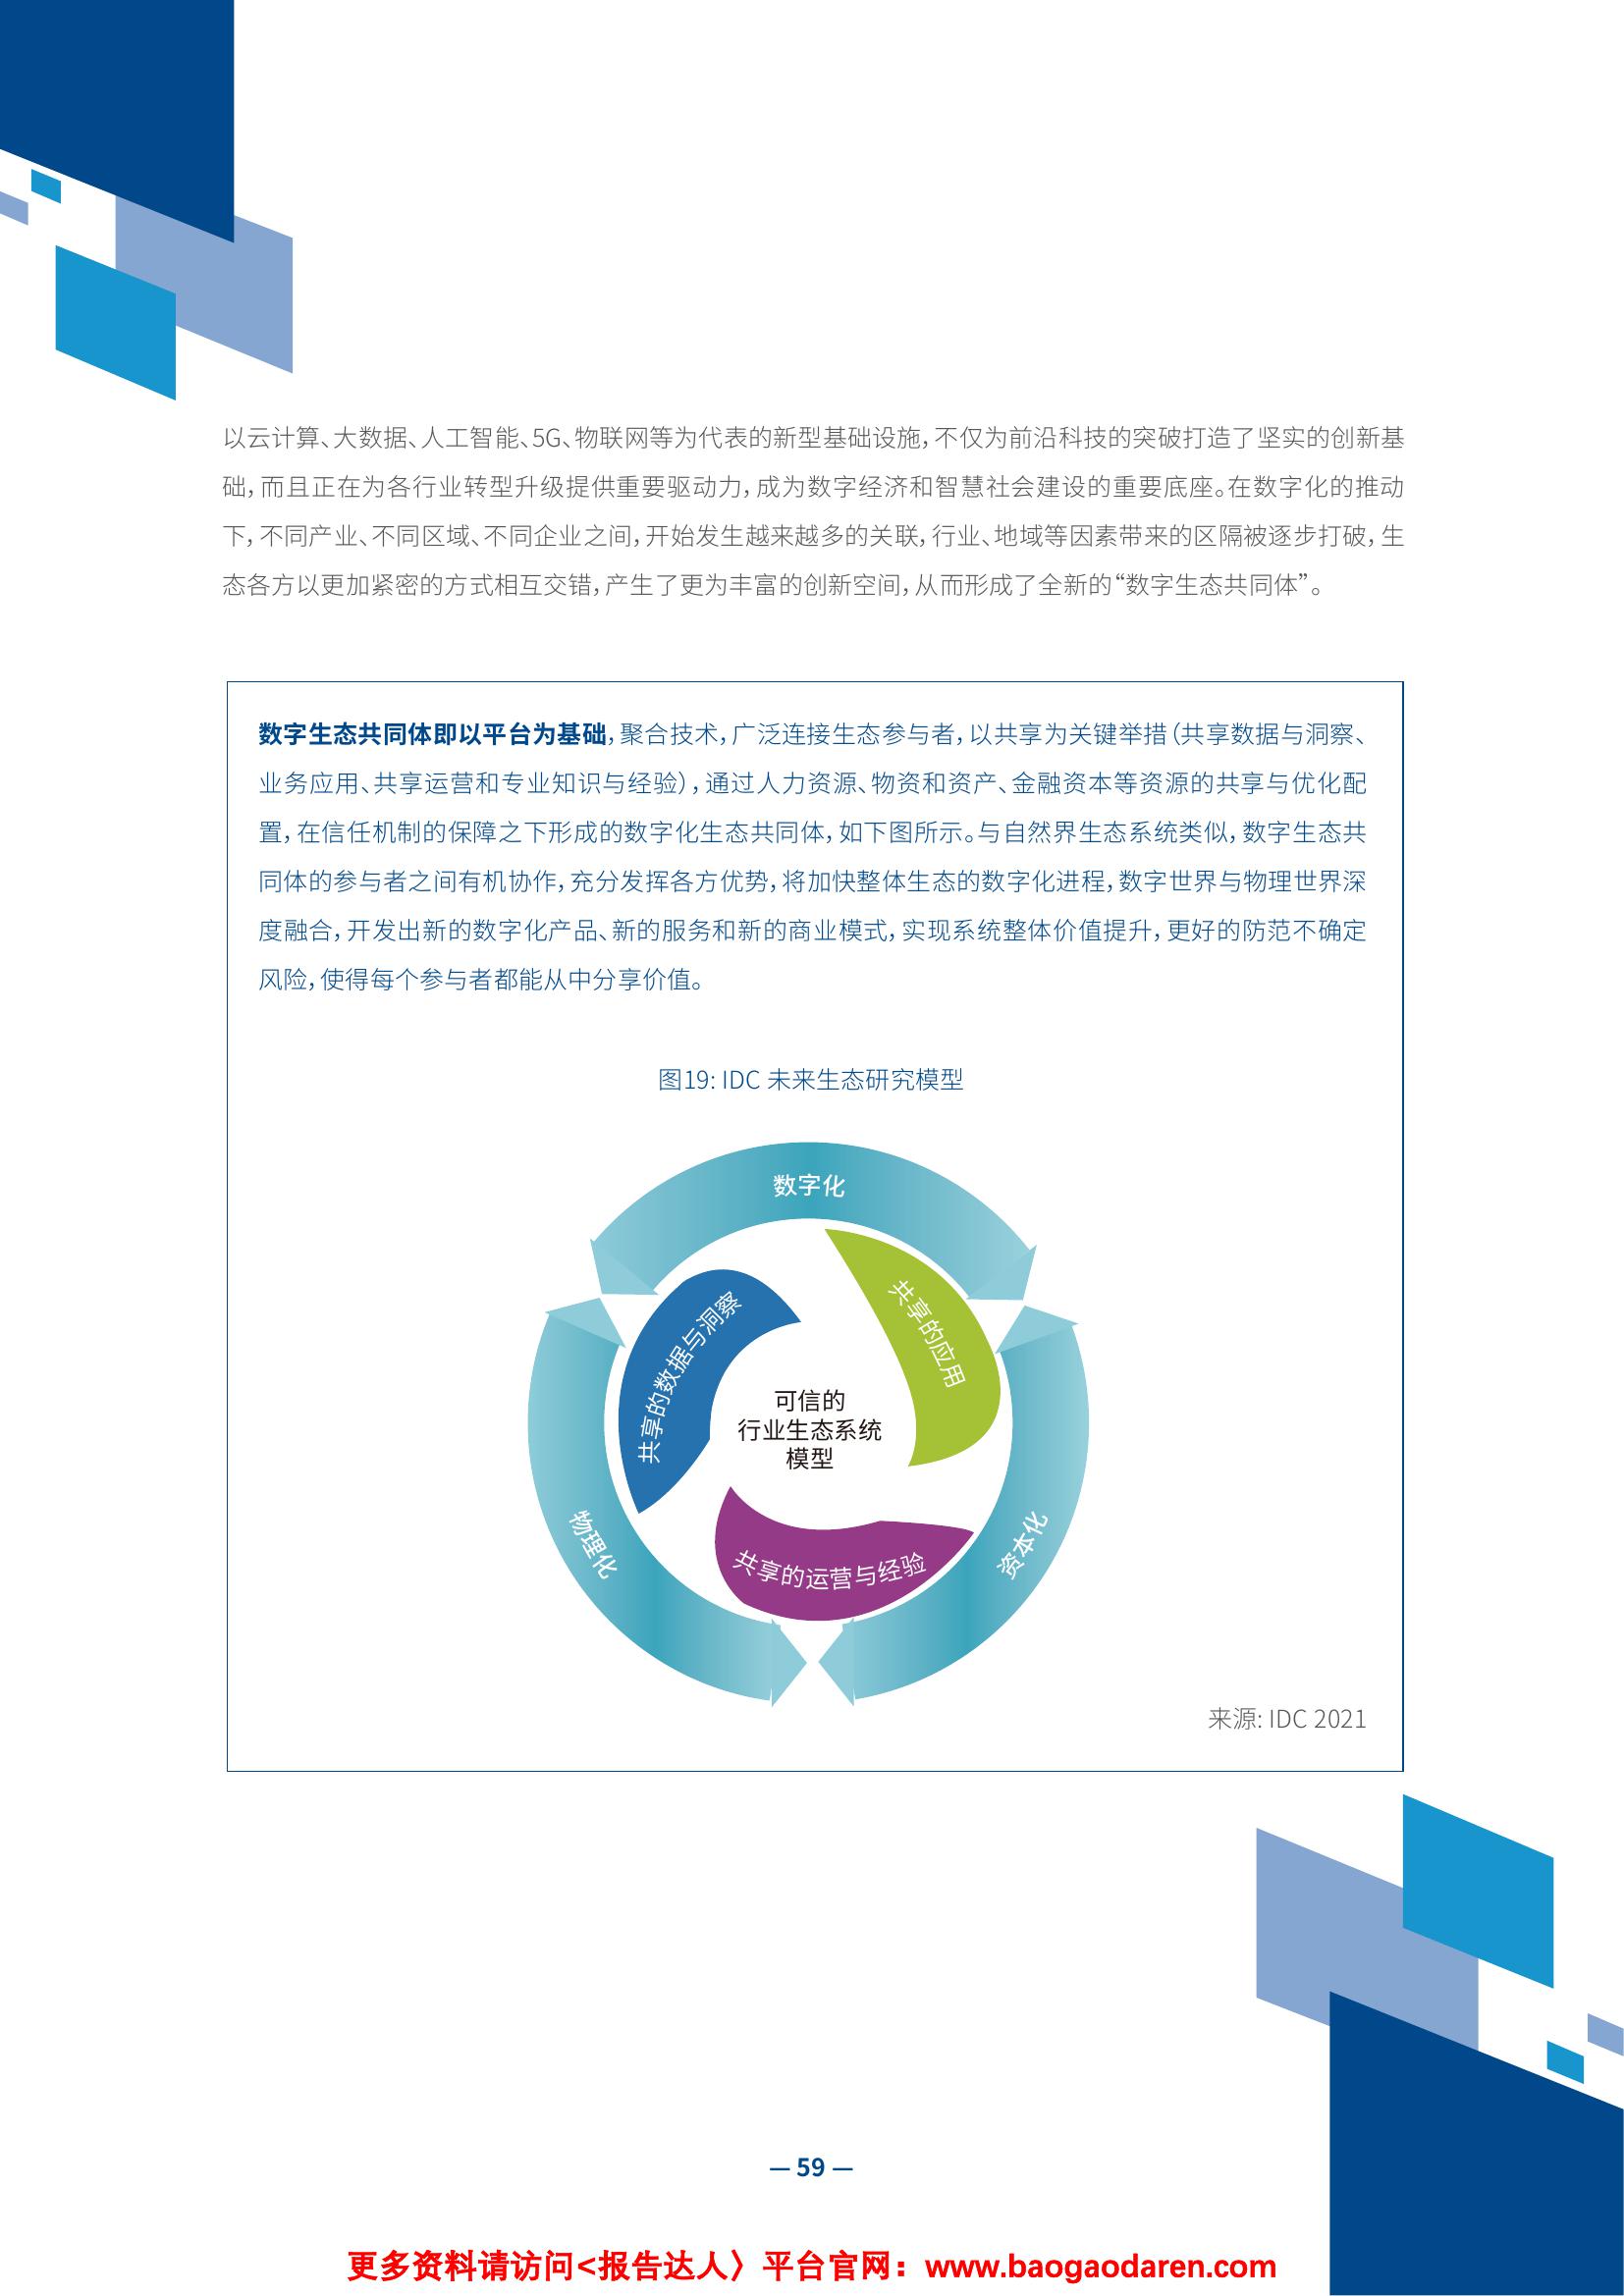 以云计算、大数据、人工智能、5G、物联网等为代表的新型基础设施，不仅为前沿科技的突破打造了坚实的创新基
础，而且正在为各行业转型升级提供重要驱动力，成为数字经济和智慧社会建设的重要底座。在数字化的推动
下，不同产业、不同区域、不同企业之间，开始发生越来越多的关联，行业、地域等因素带来的区隔被逐步打破，生
态各方以更加紧密的方式相互交错，产生了更为丰富的创新空间，从而形成了全新的“数字生态共同体”。
数字生态共同体即以平台为基础，聚合技术，广泛连接生态参与者，以共享为关键举措（共享数据与洞察、
业务应用、共享运营和专业知识与经验），通过人力资源、物资和资产、金融资本等资源的共享与优化配
置，在信任机制的保障之下形成的数字化生态共同体，如下图所示。与自然界生态系统类似，数字生态共
同体的参与者之间有机协作，充分发挥各方优势，将加快整体生态的数字化进程，数字世界与物理世界深
度融合，开发出新的数字化产品、新的服务和新的商业模式，实现系统整体价值提升，更好的防范不确定
风险，使得每个参与者都能从中分享价值。
图19: IDC 未来生态研究模型
数字化
共享的应用
共享的数据与洞察
可信的
行业生态系统
模型
物理化
资本化
共享的运营与经验
来源: IDC 2021
— 59 —
更多资料请访问<报告达人〉平台官网：www.baogaodaren.com